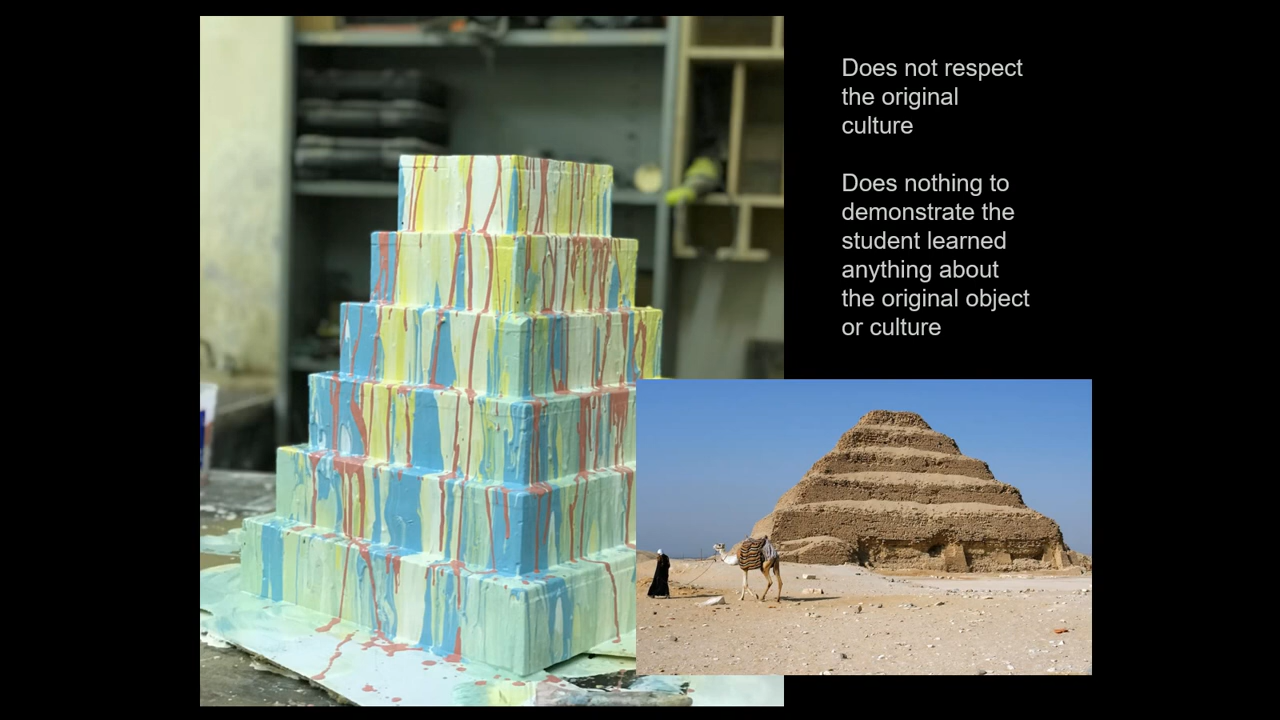 Does not respect
the original
culture
Does nothing to
demonstrate the
student learned
anything about
the original object
or culture